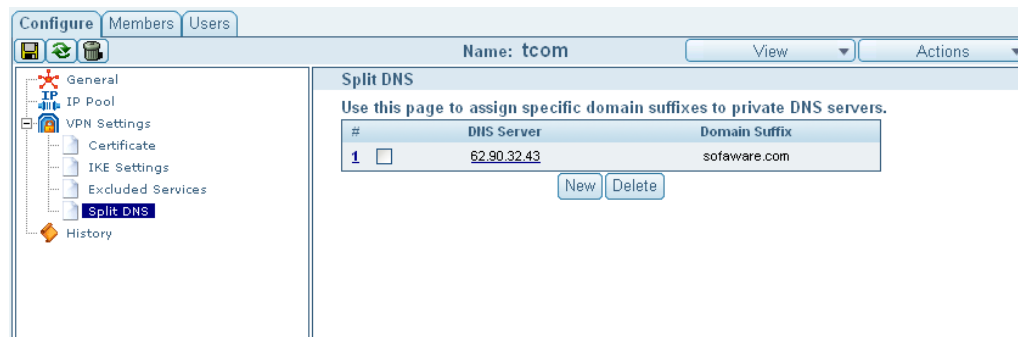 Configure Members Users
Name: tcom View Actions
General
IP Pool
VPN Settings
Certificate
IKE Settings
Excluded Services
Split DNS
History
Split DNS
Use this page to assign specific domain suffixes to private DNS servers.
# DNS Server Domain Suffix
1 62.90.32.43 sofaware.com
New Delete